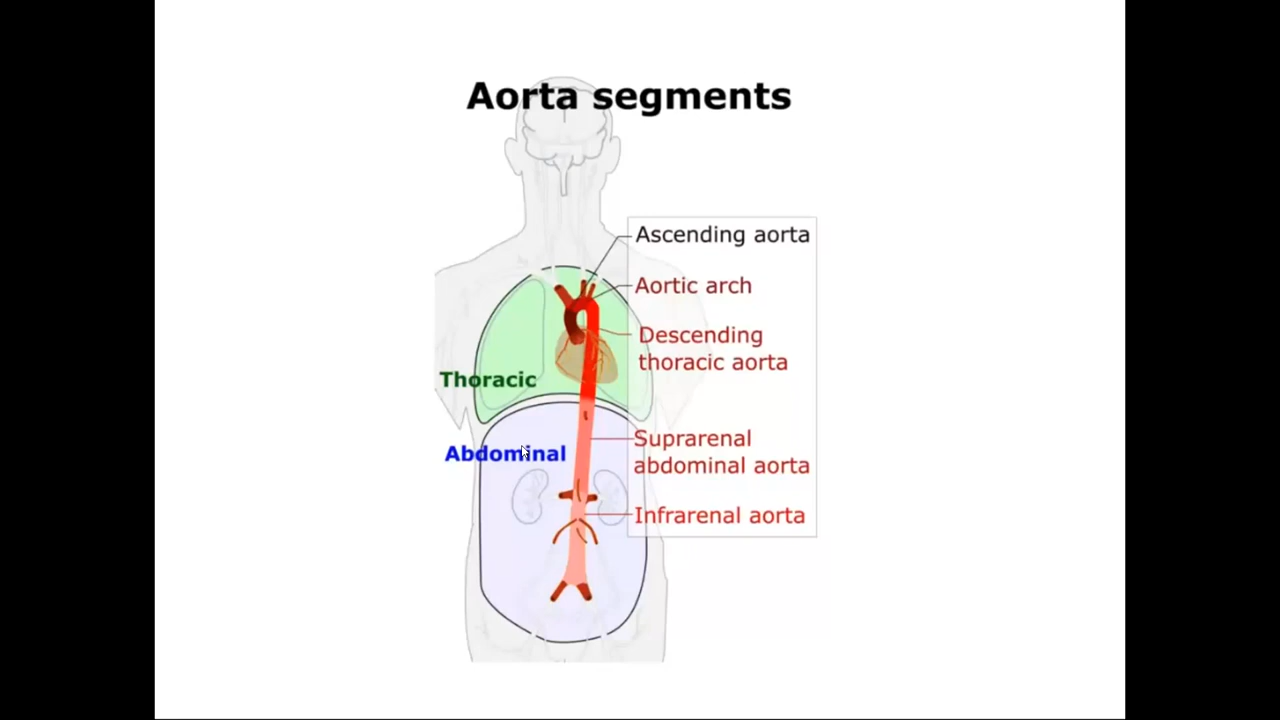 Aorta segments
Ascending aorta
Aortic arch
Descending
thoracic aorta
Thoracic
Suprarenal
abdominal aorta
Abdominal
Infrarenal aorta